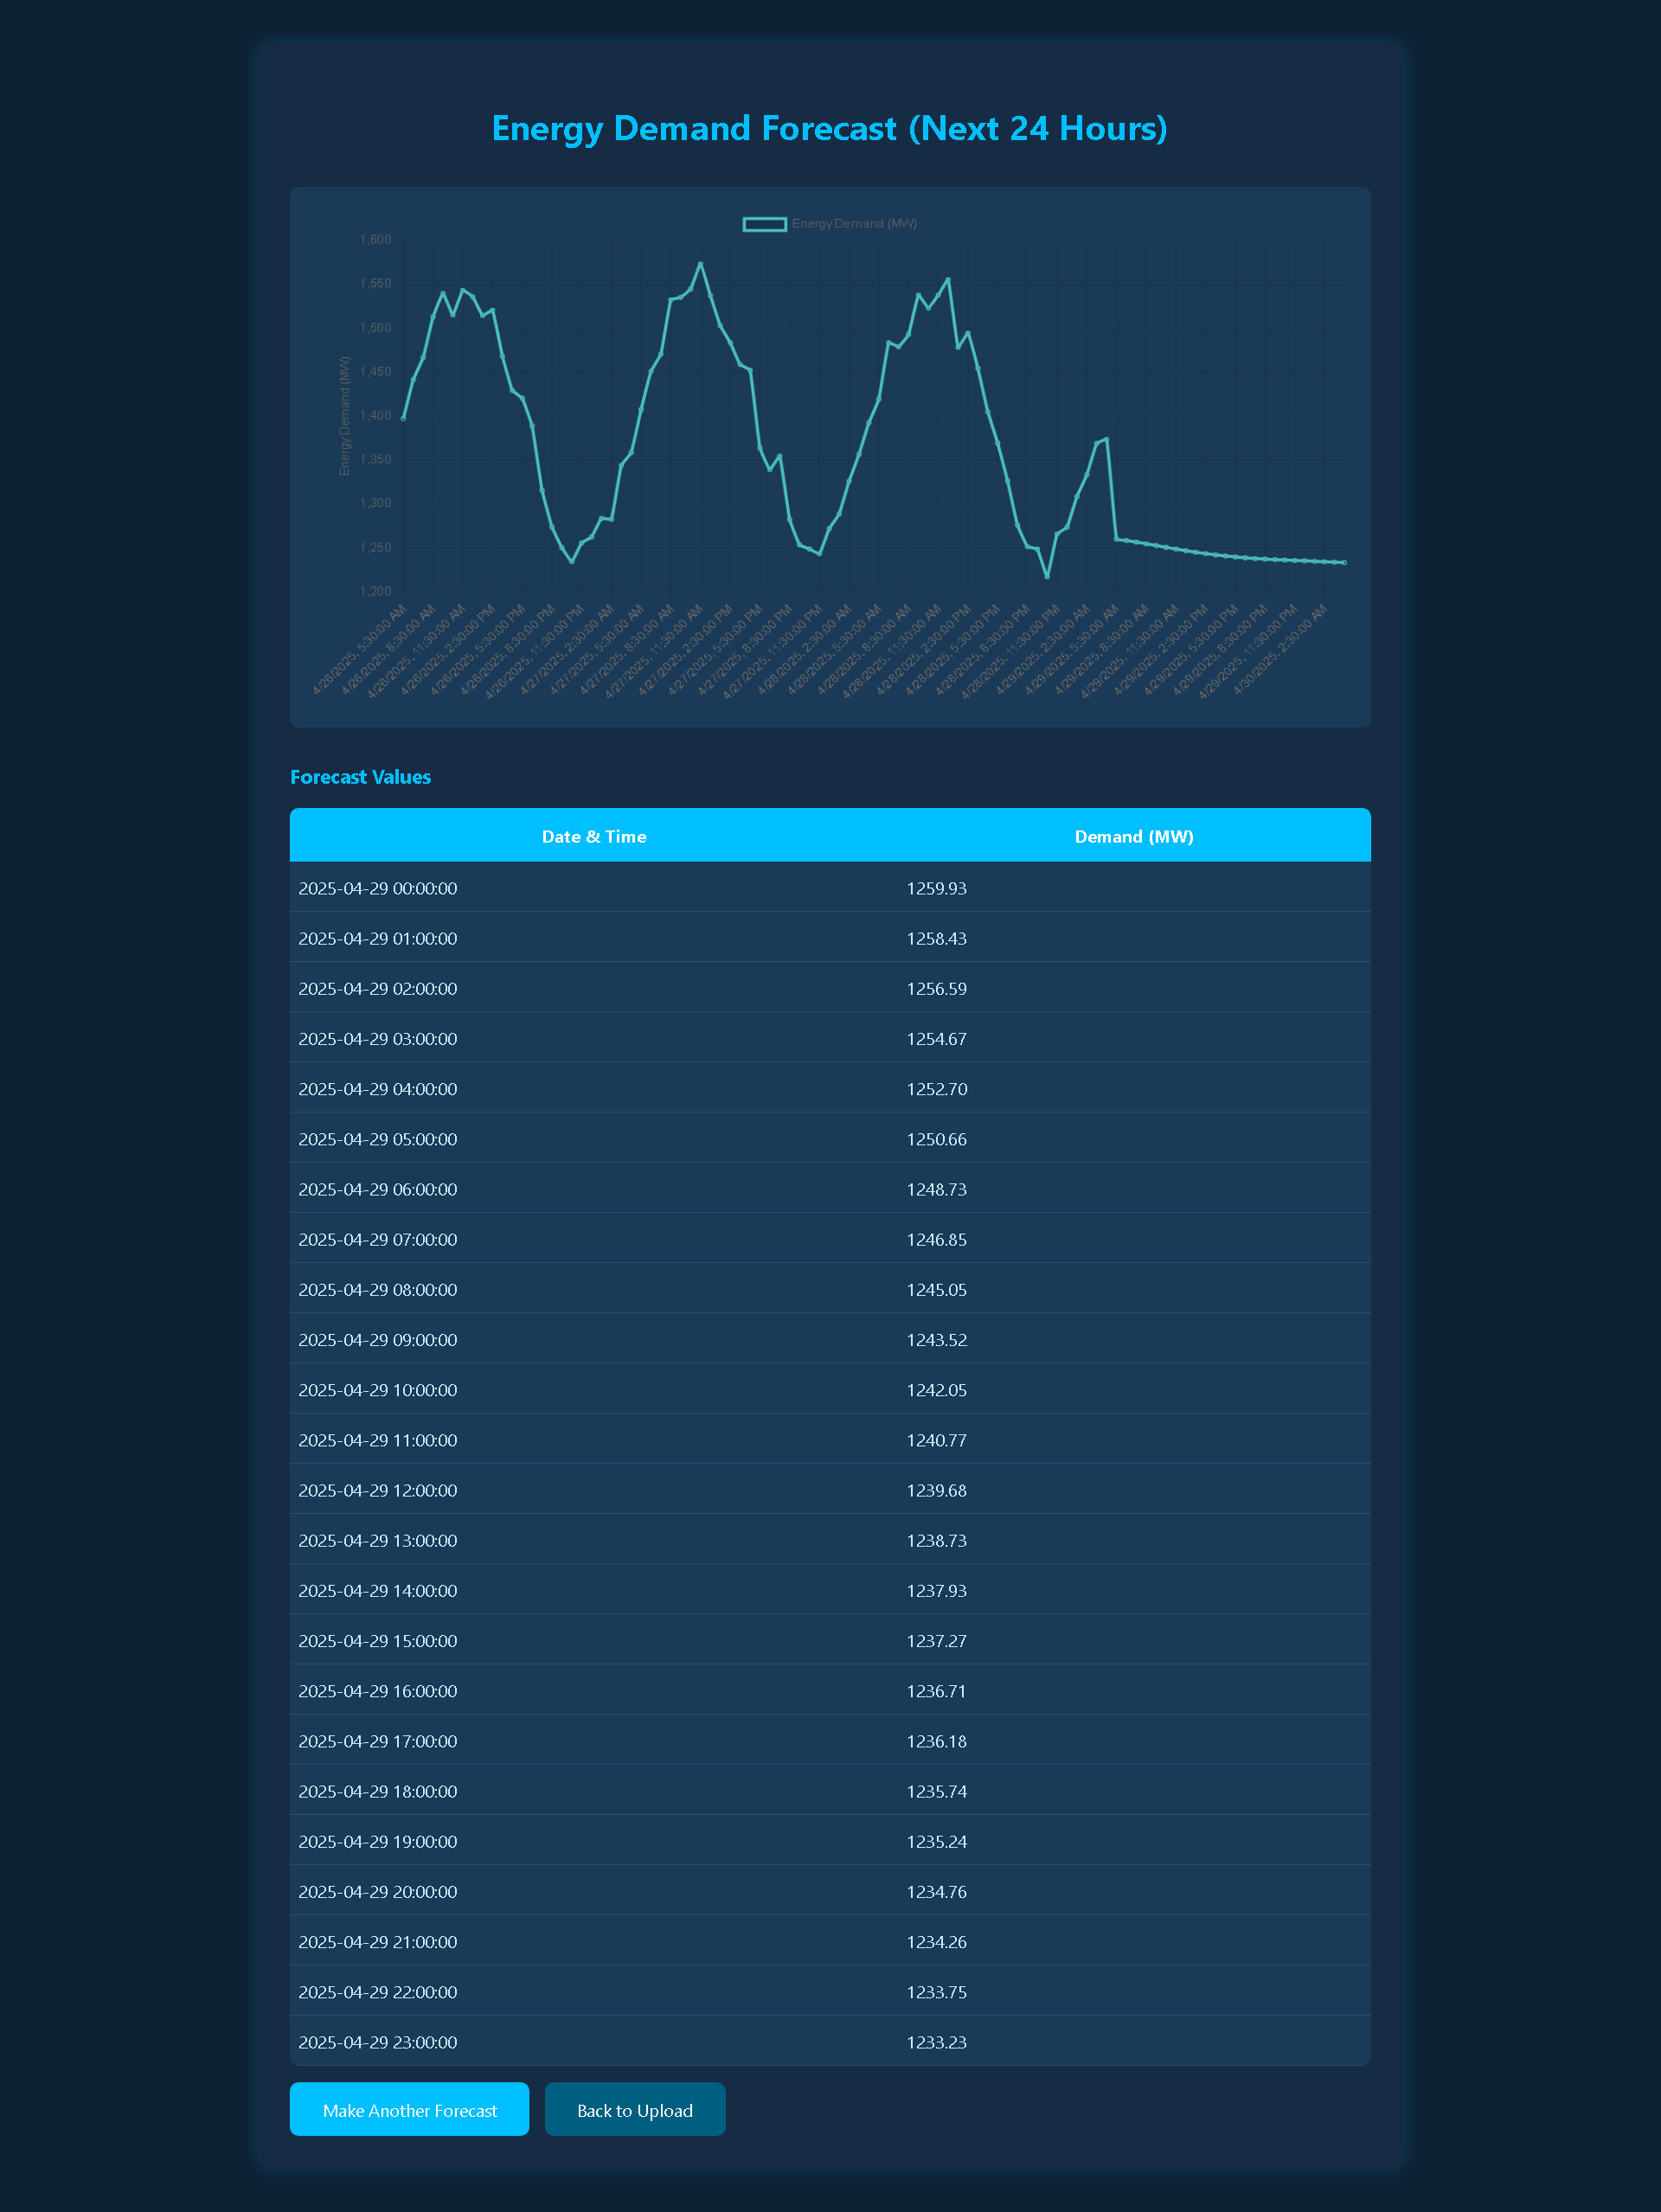 Energy Demand Forecast (Next 24 Hours)
Energy Demand (MW)
1,600
1,550
1,500
1,450
1,400
1,350
1,300
1,250
1,200
Energy Demand (MW)
4/26/2025, 5:30:00 AM
4/26/2025, 8:30:00 AM
4/26/2025, 11:30:00 AM
4/26/2025, 2:30:00 PM
4/26/2025, 5:30:00 PM
4/26/2025, 8:30:00 PM
4/26/2025, 11:30:00 PM
4/27/2025, 2:30:00 AM
4/27/2025, 5:30:00 AM
4/27/2025, 8:30:00 AM
4/27/2025, 11:30:00 AM
4/27/2025, 2:30:00 PM
4/27/2025, 5:30:00 PM
4/27/2025, 8:30:00 PM
4/27/2025, 11:30:00 PM
4/28/2025, 2:30:00 AM
4/28/2025, 5:30:00 AM
4/28/2025, 8:30:00 AM
4/28/2025, 11:30:00 AM
4/28/2025, 2:30:00 PM
4/28/2025, 5:30:00 PM
4/28/2025, 8:30:00 PM
4/28/2025, 11:30:00 PM
4/29/2025, 2:30:00 AM
4/29/2025, 5:30:00 AM
4/29/2025, 8:30:00 AM
4/29/2025, 11:30:00 AM
4/29/2025, 2:30:00 PM
4/29/2025, 5:30:00 PM
4/29/2025, 8:30:00 PM
4/29/2025, 11:30:00 PM
4/30/2025, 2:30:00 AM
Forecast Values
Date & Time Demand (MW)
2025-04-29 00:00:00 1259.93
2025-04-29 01:00:00 1258.43
2025-04-29 02:00:00 1256.59
2025-04-29 03:00:00 1254.67
2025-04-29 04:00:00 1252.70
2025-04-29 05:00:00 1250.66
2025-04-29 06:00:00 1248.73
2025-04-29 07:00:00 1246.85
2025-04-29 08:00:00 1245.05
2025-04-29 09:00:00 1243.52
2025-04-29 10:00:00 1242.05
2025-04-29 11:00:00 1240.77
2025-04-29 12:00:00 1239.68
2025-04-29 13:00:00 1238.73
2025-04-29 14:00:00 1237.93
2025-04-29 15:00:00 1237.27
2025-04-29 16:00:00 1236.71
2025-04-29 17:00:00 1236.18
2025-04-29 18:00:00 1235.74
2025-04-29 19:00:00 1235.24
2025-04-29 20:00:00 1234.76
2025-04-29 21:00:00 1234.26
2025-04-29 22:00:00 1233.75
2025-04-29 23:00:00 1233.23
Make Another Forecast Back to Upload